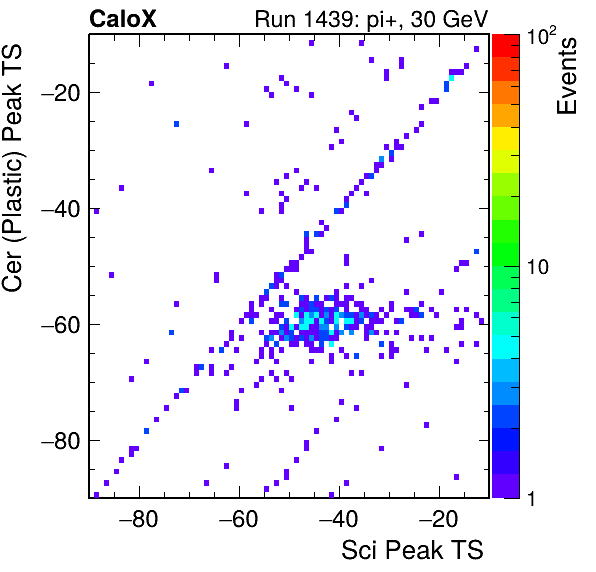 CaloX Run 1439: pi+, 30 GeV
Cer (Plastic) Peak TS
−20
−40
−60
−80
−80 −60 −40 −20
Sci Peak TS
10²
10
1
Events